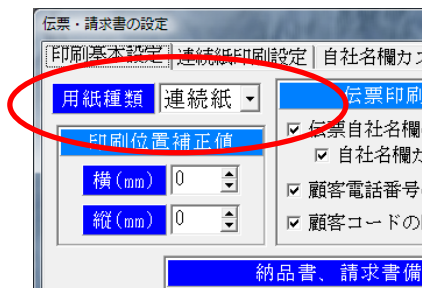 伝票・請求書の設定
印刷基本設定 連続紙印刷設定 自社名欄カス
用紙種類 連続紙
伝票印刷
印刷位置補正値
伝票自社名欄
自社名欄
横(mm) 0
顧客電話番号
縦(mm) 0
顧客コードの
納品書、請求書備